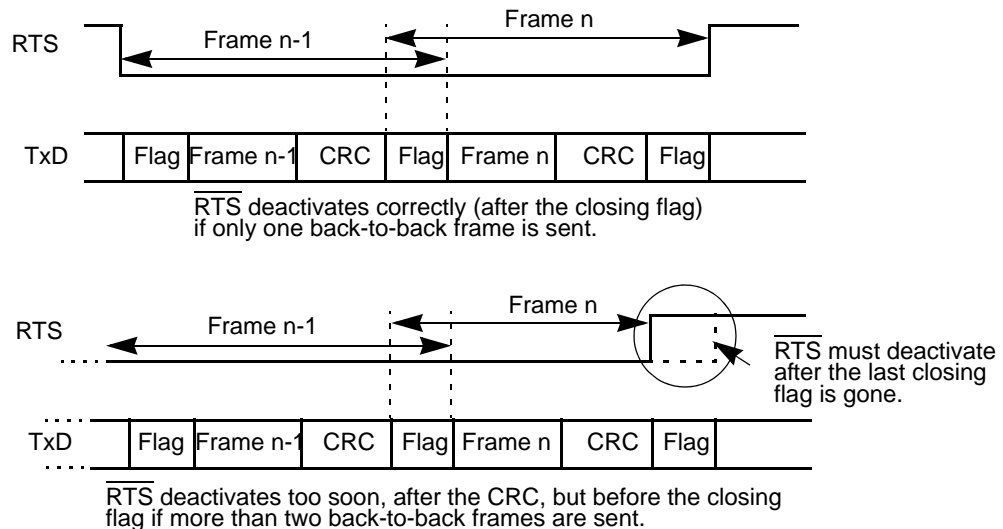 Frame n
RTS
Frame n-1
TxD
Flag Frame n-1 CRC Flag Frame n CRC Flag
RTS deactivates correctly (after the closing flag)
if only one back-to-back frame is sent.
Frame n
RTS
Frame n-1
RTS must deactivate
after the last closing
flag is gone.
TxD
Flag Frame n-1 CRC Flag Frame n CRC Flag
RTS deactivates too soon, after the CRC, but before the closing
flag if more than two back-to-back frames are sent.